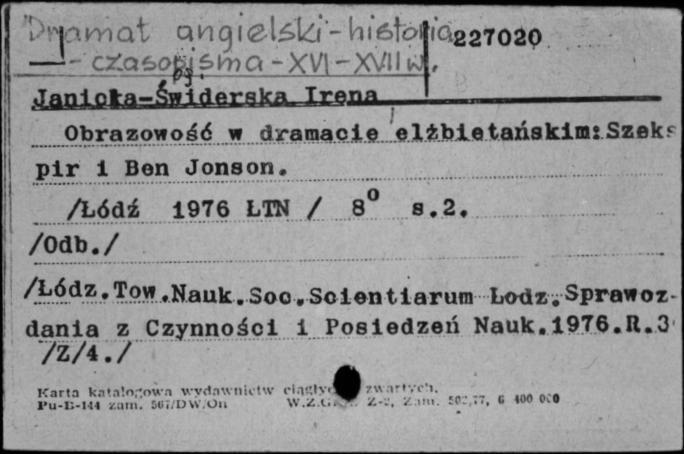 Dramat angielski - historia
227020
— - czasopisma - XVI - XVII w.
Janicka-Świderska Irena
Obrazowość w dramacie elżbietańskim: Szeks
pir i Ben Jonson.
/Łódź 1976 ŁTN / 8⁰ s.2.
/Odb./
/Łódz.Tow.Nauk.Soc.Scientiarum Lodz.Sprawoz-
dania z Czynności i Posiedzeń Nauk.1976.R.3
/Z/4./
Karta katalogowa wydawnictw zwartych.
Pu-B-144 zam. 567/DW/On W.Z.G. Z-2, Zam. 77, 6 400 000